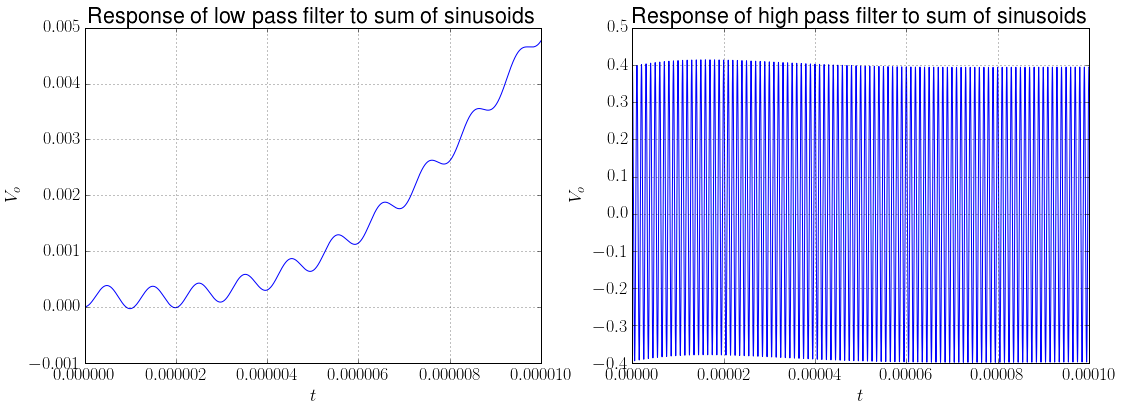 Response of low pass filter to sum of sinusoids
0.005
0.004
0.003
0.002
0.001
0.000
−0.001
V_o
0.000000 0.000002 0.000004 0.000006 0.000008 0.000010
t
Response of high pass filter to sum of sinusoids
0.5
0.4
0.3
0.2
0.1
0.0
−0.1
−0.2
−0.3
−0.4
V_o
0.00000 0.00002 0.00004 0.00006 0.00008 0.00010
t